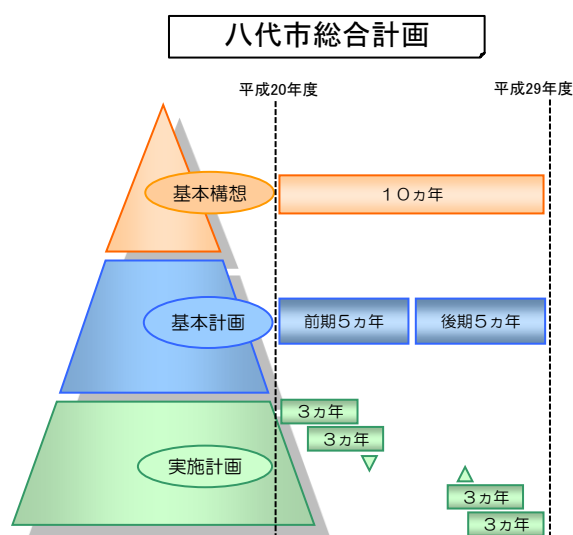 八代市総合計画
平成20年度
平成29年度
基本構想
１０ヵ年
基本計画
前期５ヵ年
後期５ヵ年
実施計画
３ヵ年
３ヵ年
３ヵ年
３ヵ年